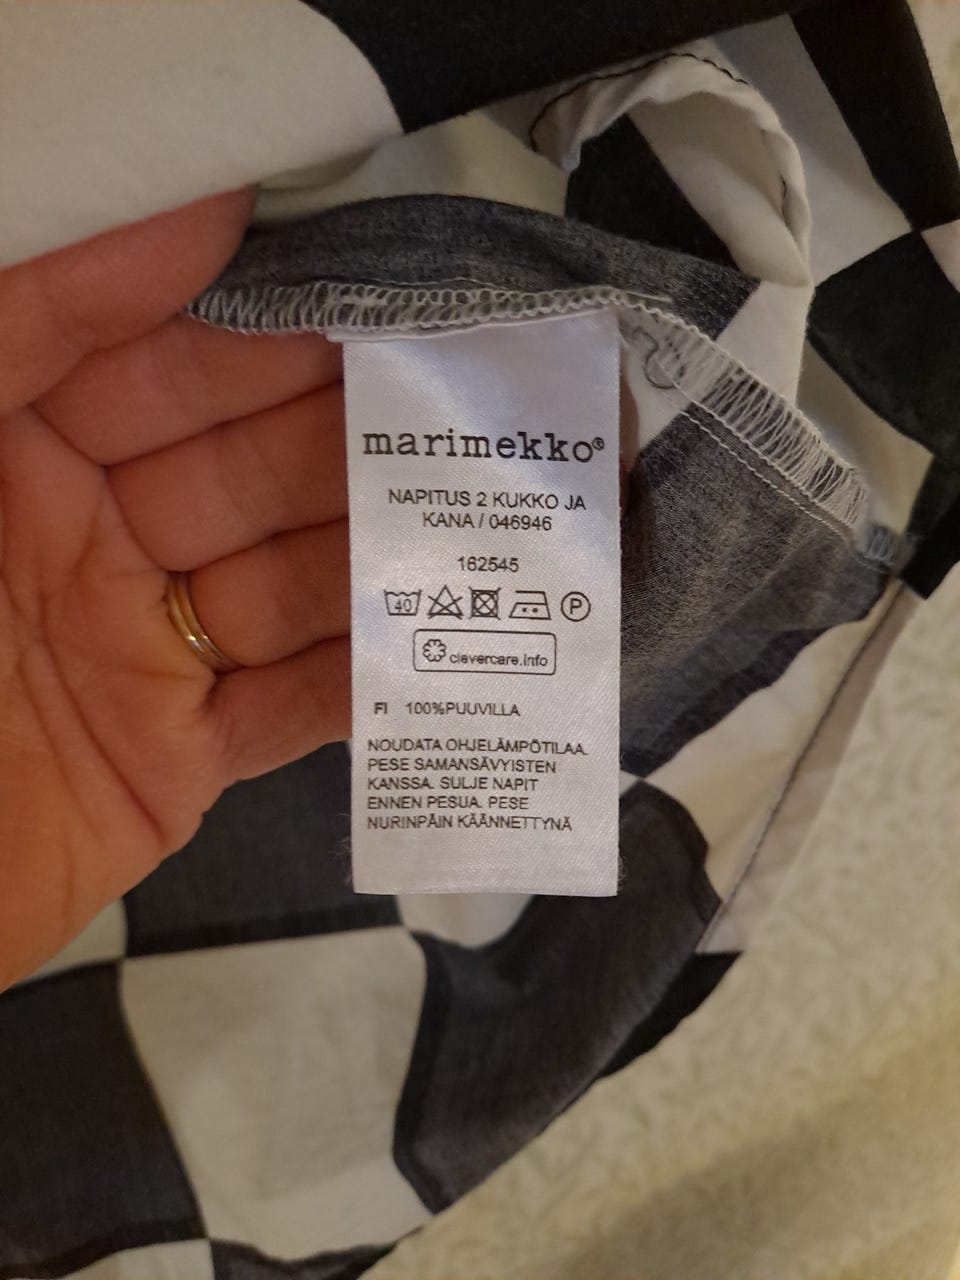 marimekko®
NAPITUS 2 KUKKO JA
KANA / 046946
162545
40 P
clevercare.info
FI 100%PUUVILLA
NOUDATA OHJELÄMPÖTILAA.
PESE SAMANSÄVYISTEN
KANSSA. SULJE NAPIT
ENNEN PESUA. PESE
NURINPÄIN KÄÄNNETTYNÄ